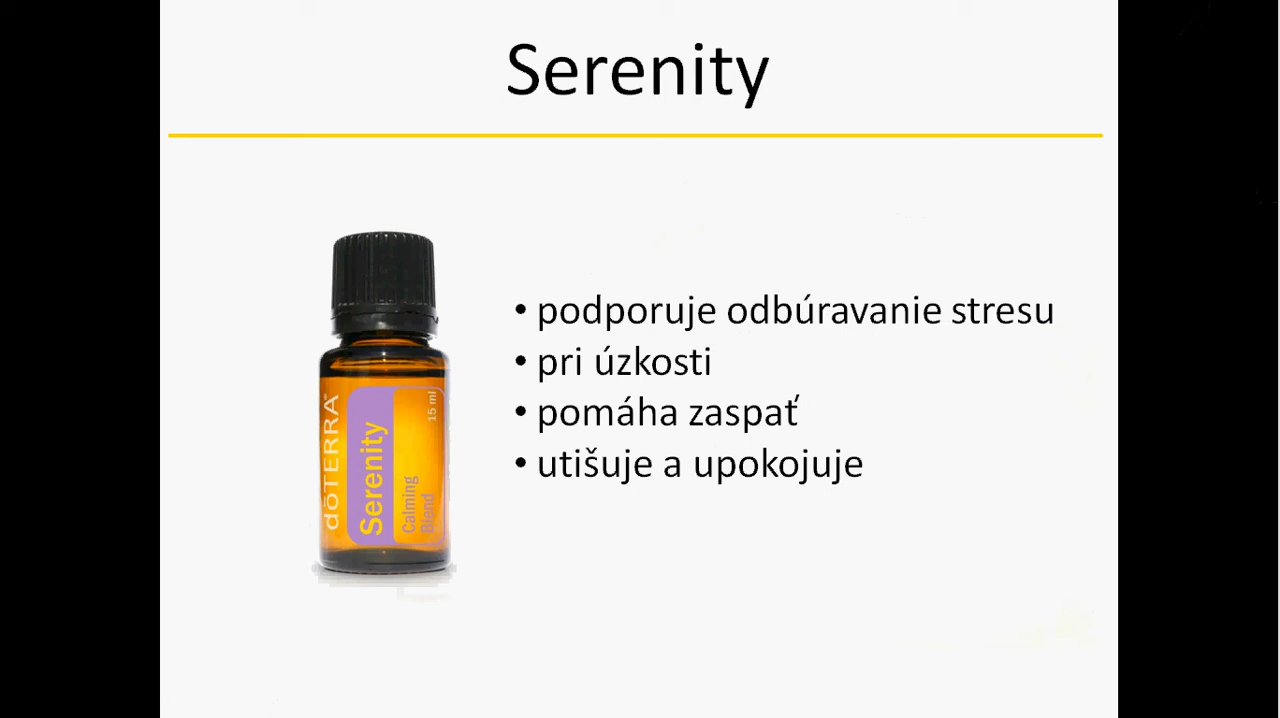 Serenity
• podporuje odbúravanie stresu
• pri úzkosti
• pomáha zaspať
• utišuje a upokojuje
dōTERRA
Serenity
Calming
Blend
15 ml